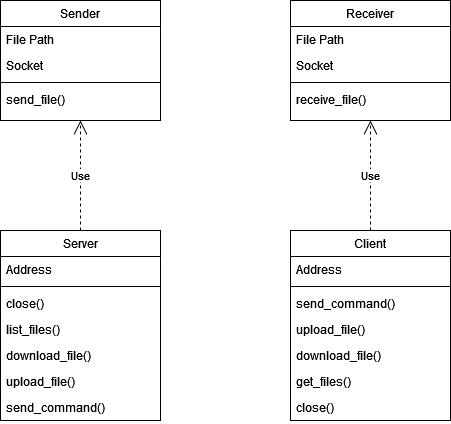 Sender
File Path
Socket
send_file()
Receiver
File Path
Socket
receive_file()
Use
Use
Server
Address
close()
list_files()
download_file()
upload_file()
send_command()
Client
Address
send_command()
upload_file()
download_file()
get_files()
close()